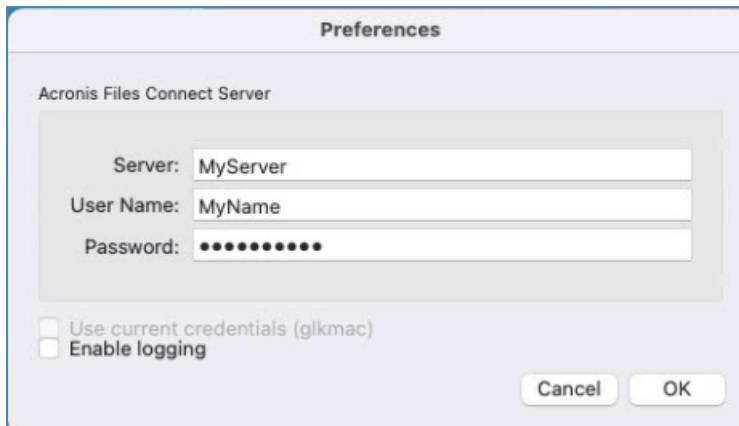 Preferences
Acronis Files Connect Server
Server: MyServer
User Name: MyName
Password: ●●●●●●●●●●
Use current credentials (glkmac)
Enable logging
Cancel OK